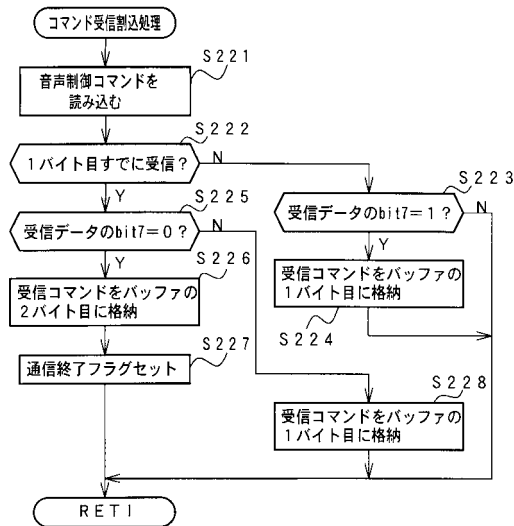 コマンド受信割込処理
S221
音声制御コマンドを
読み込む
S222
1バイト目すでに受信?
N
Y
S223
受信データのbit7=1?
N
Y
S225
受信データのbit7=0?
N
Y
S226
受信コマンドをバッファの
2バイト目に格納
受信コマンドをバッファの
1バイト目に格納
S224
S227
通信終了フラグセット
S228
受信コマンドをバッファの
1バイト目に格納
RETI